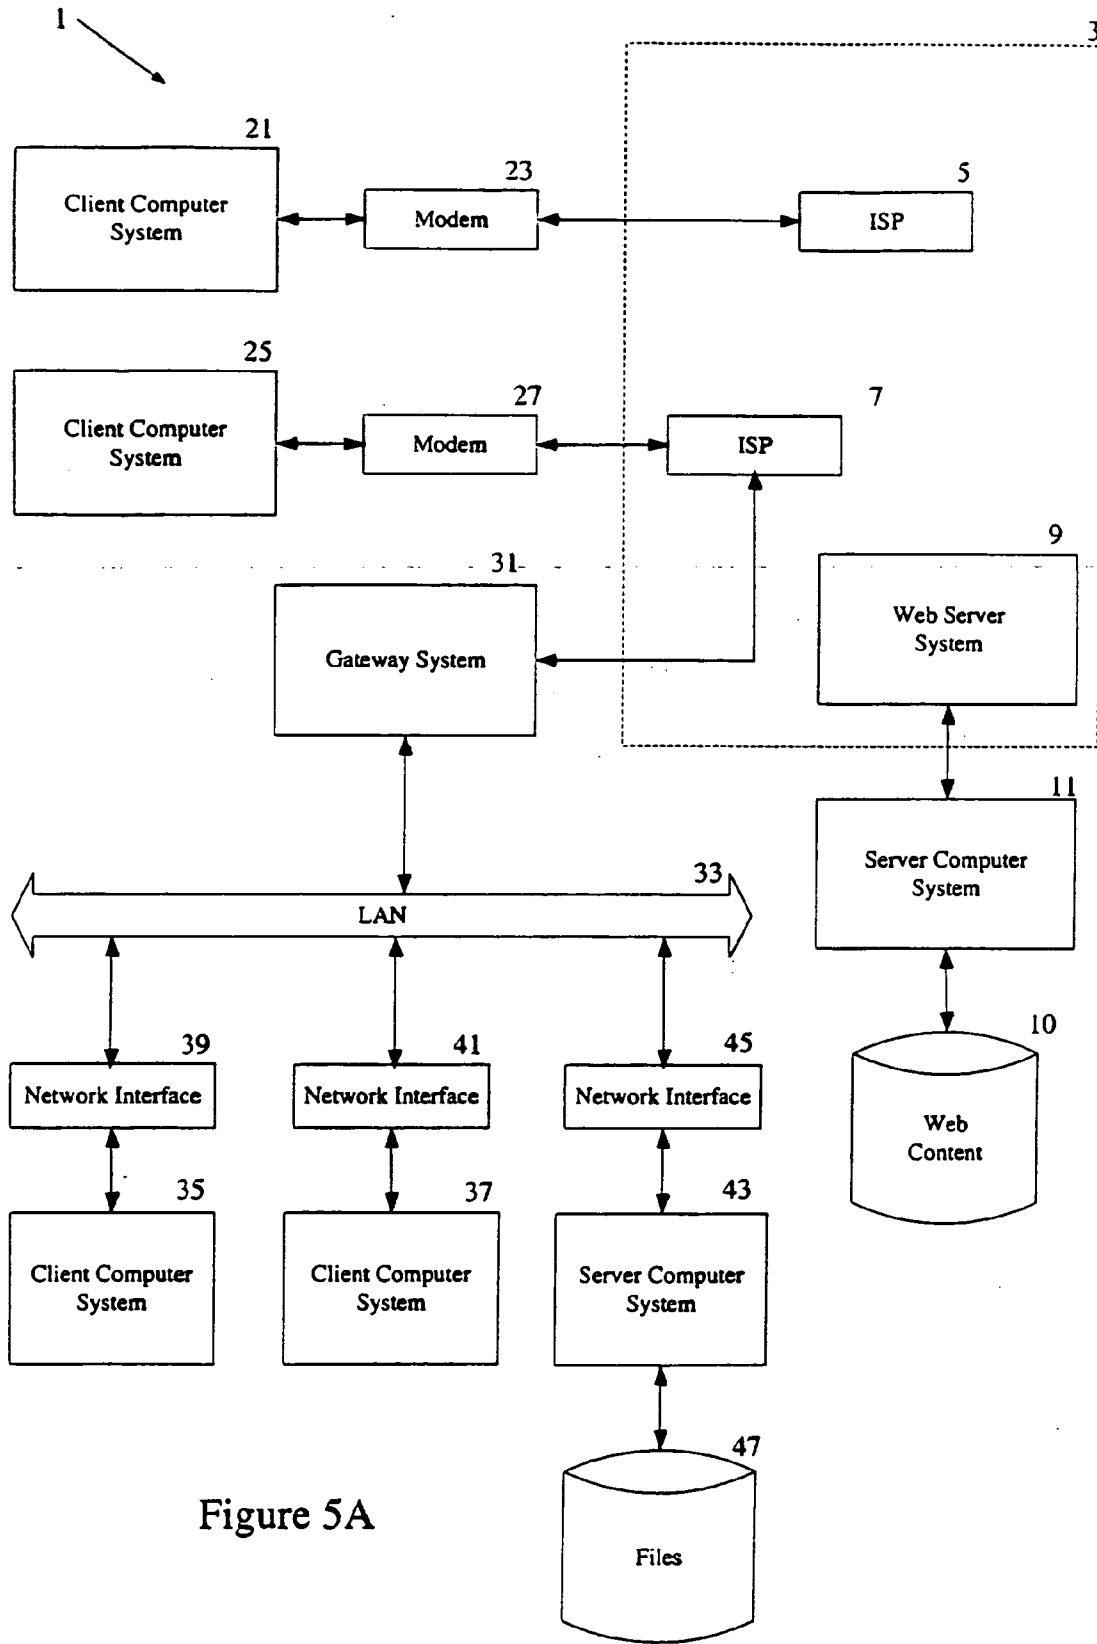 1
3
21
Client Computer
System
23
Modem
5
ISP
25
Client Computer
System
27
Modem
7
ISP
31
Gateway System
9
Web Server
System
11
Server Computer
System
33
LAN
10
Web
Content
39
Network Interface
41
Network Interface
45
Network Interface
35
Client Computer
System
37
Client Computer
System
43
Server Computer
System
47
Files
Figure 5A